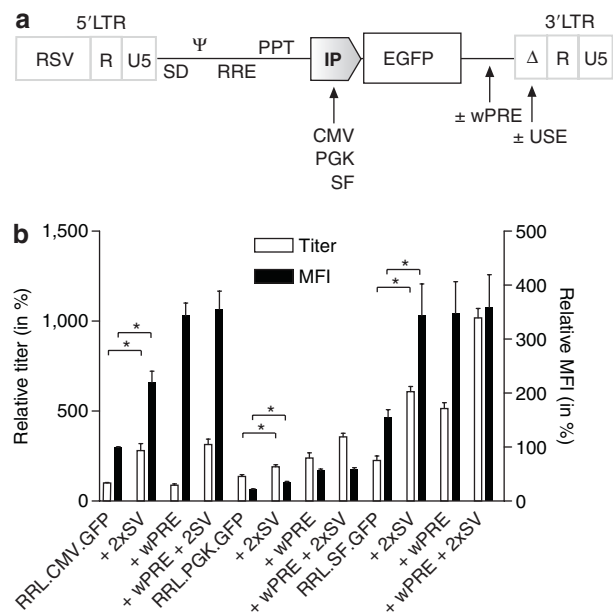 a
5'LTR
3'LTR
RSV
R
U5
SD
Ψ
RRE
PPT
IP
EGFP
Δ
R
U5
CMV
PGK
SF
± wPRE
± USE
b
Relative titer (in %)
1,500
1,000
500
0
Titer
MFI
*
*
*
*
*
*
500
400
300
200
100
0
Relative MFI (in %)
RRL.CMV.GFP
+ 2xSV
+ wPRE
+ wPRE + 2SV
RRL.PGK.GFP
+ 2xSV
+ wPRE
+ wPRE + 2xSV
RRL.SF.GFP
+ 2xSV
+ wPRE
+ wPRE + 2xSV